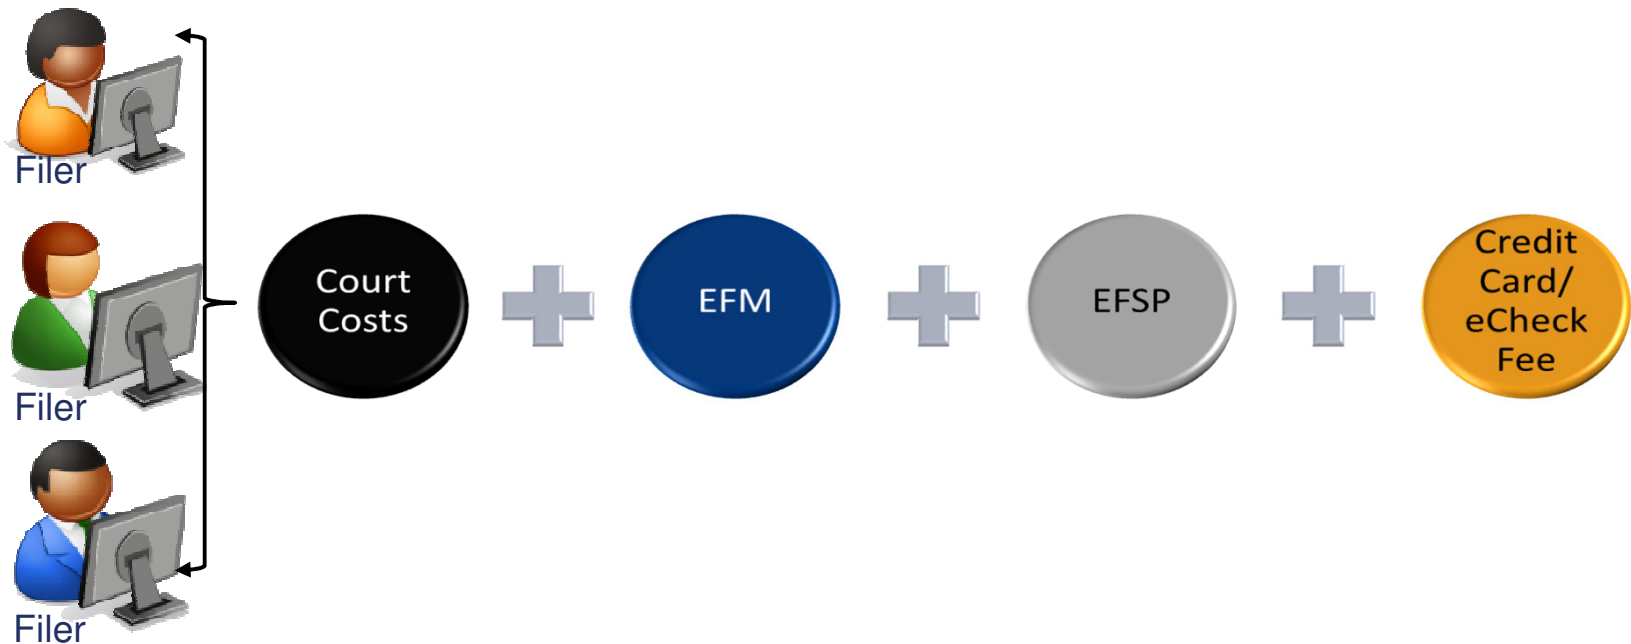 Filer
Filer
Filer
Court
Costs
EFM
EFSP
Credit
Card/
eCheck
Fee